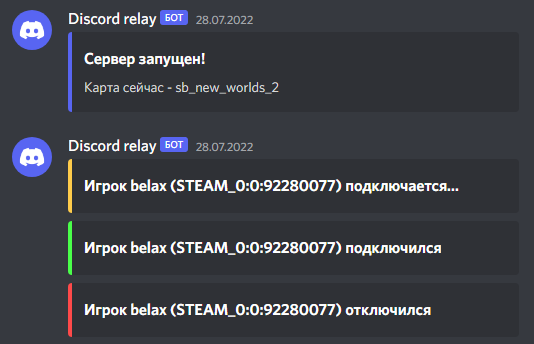 Discord relay БОТ 28.07.2022
Сервер запущен!
Карта сейчас - sb_new_worlds_2
Discord relay БОТ 28.07.2022
Игрок belax (STEAM_0:0:92280077) подключается...
Игрок belax (STEAM_0:0:92280077) подключился
Игрок belax (STEAM_0:0:92280077) отключился